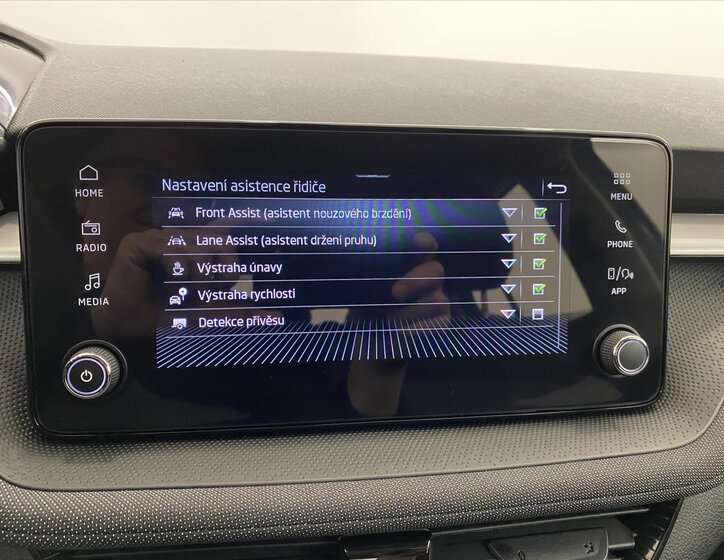 Nastavení asistence řidiče
Front Assist (asistent nouzového brzdění)
Lane Assist (asistent držení pruhu)
Výstraha únavy
Výstraha rychlosti
Detekce přívěsu
HOME
RADIO
MEDIA
MENU
PHONE
APP